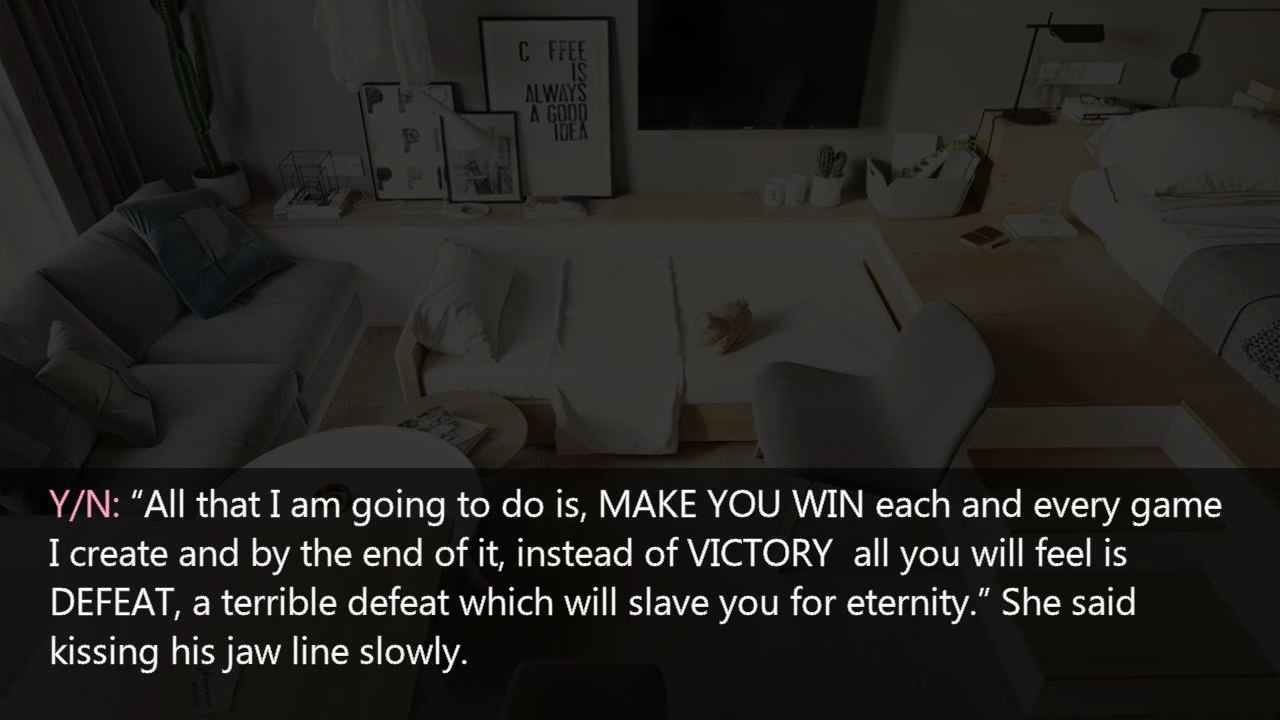 C FFEE
IS
ALWAYS
A GOOD
IDEA
Y/N: “All that I am going to do is, MAKE YOU WIN each and every game
I create and by the end of it, instead of VICTORY  all you will feel is
DEFEAT, a terrible defeat which will slave you for eternity.” She said
kissing his jaw line slowly.